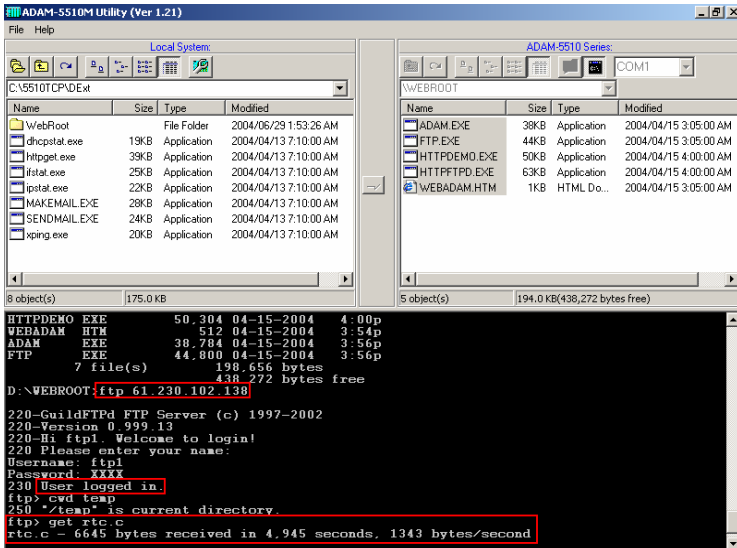 ADAM-5510M Utility (Ver 1.21)
File Help
Local System:
C:\5510TCP\DExt
Name Size Type Modified
WebRoot File Folder 2004/06/29 1:53:26 AM
dhcpstat.exe 19KB Application 2004/04/13 7:10:00 AM
httpget.exe 39KB Application 2004/04/13 7:10:00 AM
ifstat.exe 25KB Application 2004/04/13 7:10:00 AM
ipstat.exe 22KB Application 2004/04/13 7:10:00 AM
MAKEMAIL.EXE 28KB Application 2004/04/13 7:10:00 AM
SENDMAIL.EXE 24KB Application 2004/04/13 7:10:00 AM
xping.exe 20KB Application 2004/04/13 7:10:00 AM
8 object(s) 175.0 KB
ADAM-5510 Series:
COM1
\WEBROOT
Name Size Type Modified
ADAM.EXE 38KB Application 2004/04/15 3:05:00 AM
FTP.EXE 44KB Application 2004/04/15 3:05:00 AM
HTTPDEMO.EXE 50KB Application 2004/04/15 4:00:00 AM
HTTPFTPD.EXE 63KB Application 2004/04/15 4:00:00 AM
WEBADAM.HTM 1KB HTML Do... 2004/04/15 3:05:00 AM
5 object(s) 194.0 KB(438,272 bytes free)
HTTPDEMO EXE 50,304 04-15-2004 4:00p
WEBADAM HTM 512 04-15-2004 3:54p
ADAM EXE 38,784 04-15-2004 3:56p
FTP EXE 44,800 04-15-2004 3:56p
7 file(s) 198,656 bytes
438,272 bytes free
D:\WEBROOT>ftp 61.230.102.138
220-GuildFTPd FTP Server (c) 1997-2002
220-Version 0.999.13
220-Hi ftp1. Welcome to login!
220 Please enter your name:
Username: ftp1
Password: XXXX
230 User logged in.
ftp> cwd temp
250 "/temp" is current directory.
ftp> get rtc.c
rtc.c - 6645 bytes received in 4,945 seconds, 1343 bytes/second